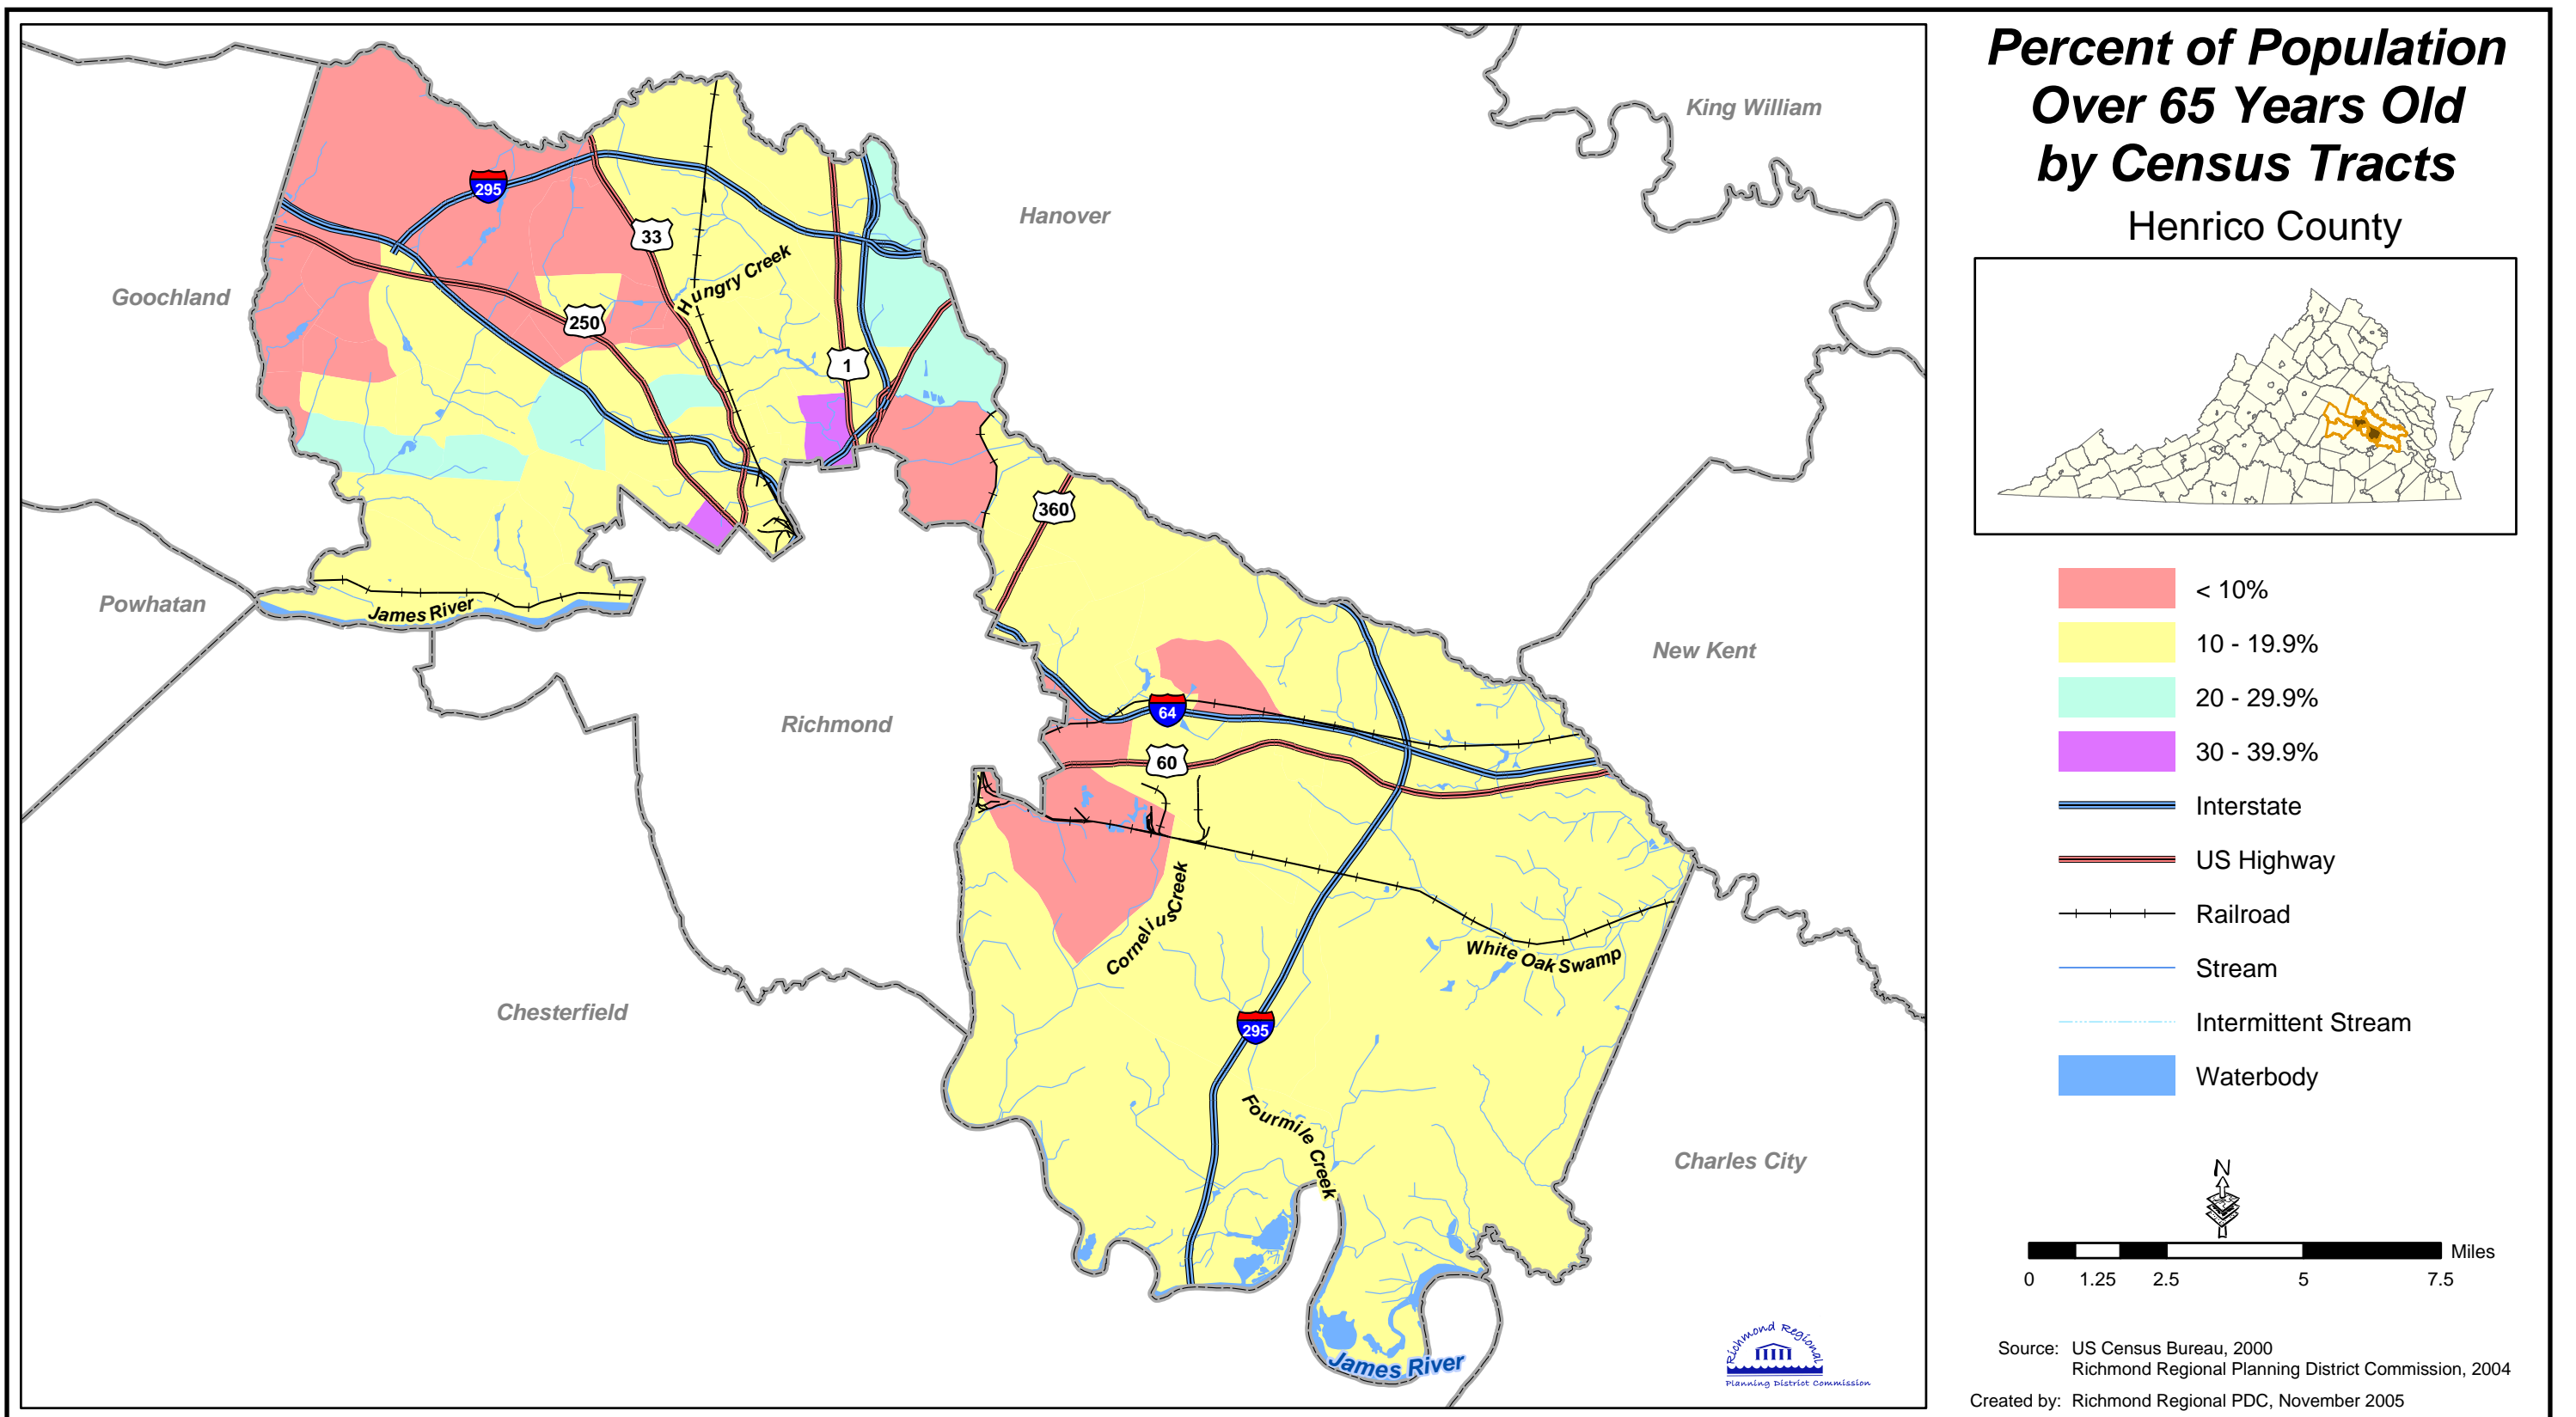 Percent of Population
Over 65 Years Old
by Census Tracts
Henrico County
King William
Hanover
Goochland
Powhatan
Richmond
New Kent
Chesterfield
Charles City
295
33
250
1
360
64
60
295
Hungry Creek
James River
Cornelius Creek
White Oak Swamp
Fourmile Creek
James River
< 10%
10 - 19.9%
20 - 29.9%
30 - 39.9%
Interstate
US Highway
Railroad
Stream
Intermittent Stream
Waterbody
N
Miles
0 1.25 2.5 5 7.5
Richmond Regional
Planning District Commission
Source: US Census Bureau, 2000
Richmond Regional Planning District Commission, 2004
Created by: Richmond Regional PDC, November 2005